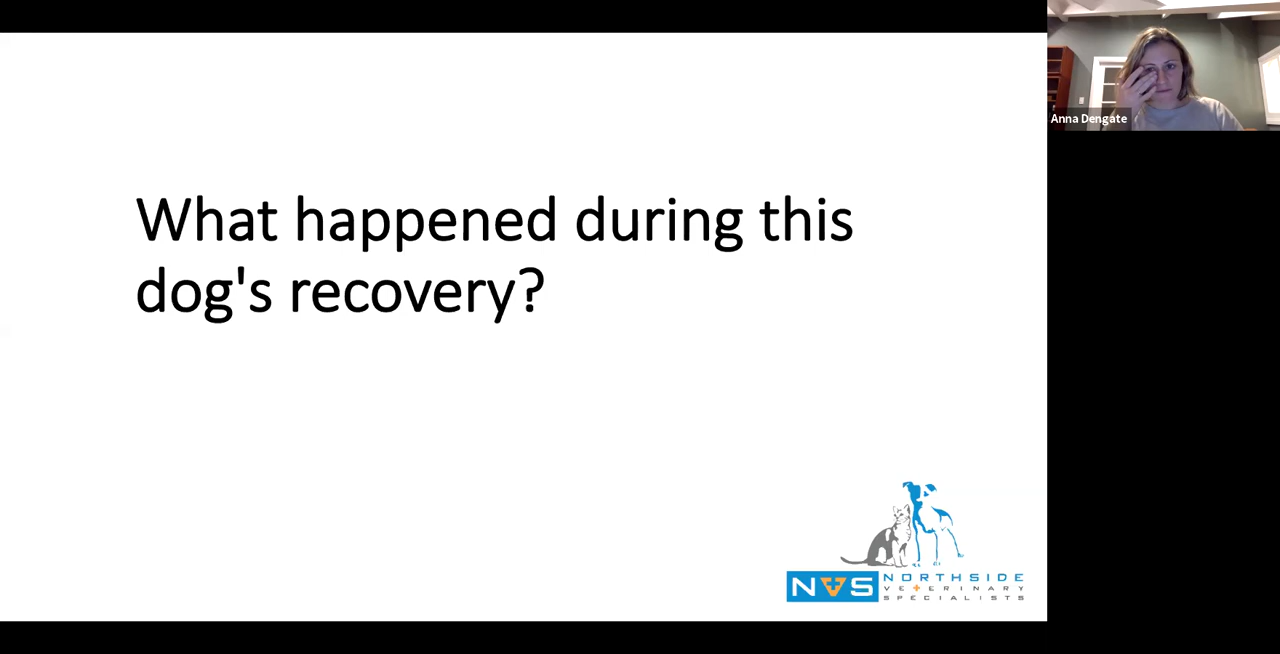 Anna Dengate
What happened during this
dog's recovery?
NVS
NORTHSIDE
VETERINARY
SPECIALISTS